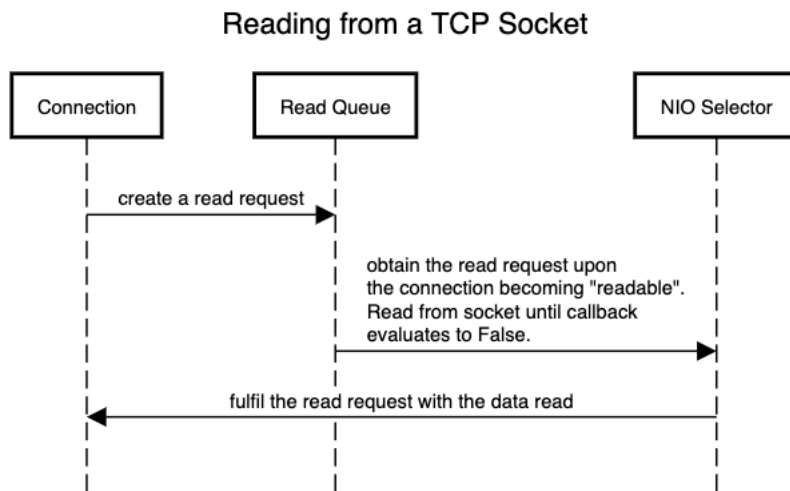 Reading from a TCP Socket
Connection
Read Queue
NIO Selector
create a read request
obtain the read request upon
the connection becoming "readable".
Read from socket until callback
evaluates to False.
fulfil the read request with the data read